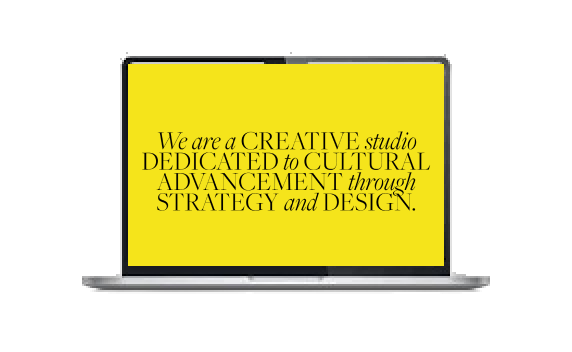 We are a CREATIVE studio
DEDICATED to CULTURAL
ADVANCEMENT through
STRATEGY and DESIGN.